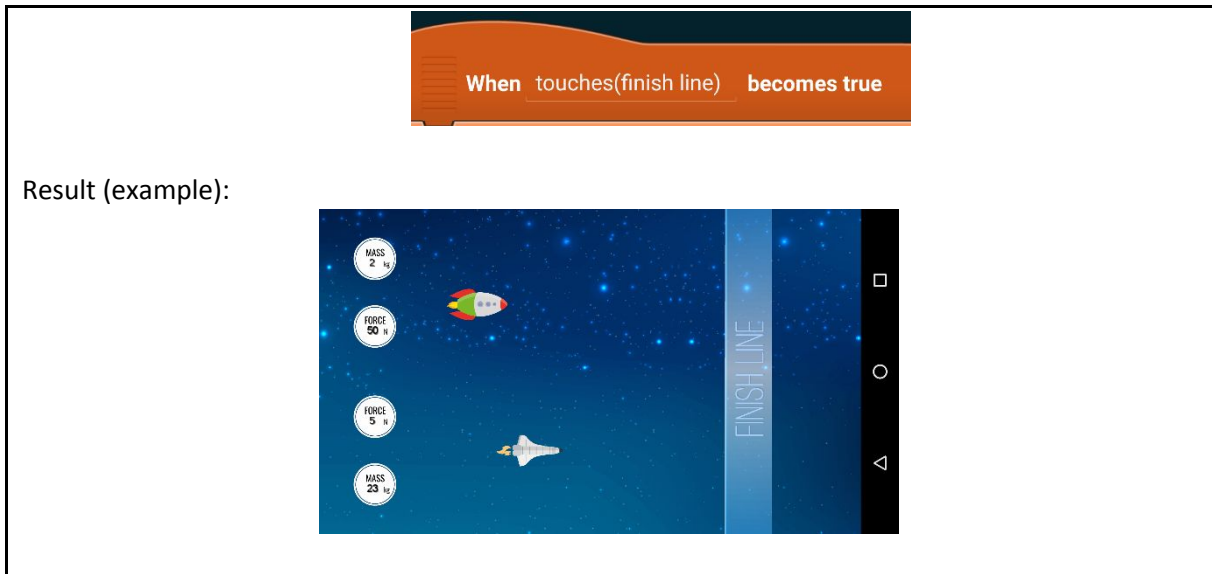 When touches(finish line) becomes true
Result (example):
MASS
2 kg
FORCE
50 N
FORCE
5 N
MASS
23 kg
FINISH LINE